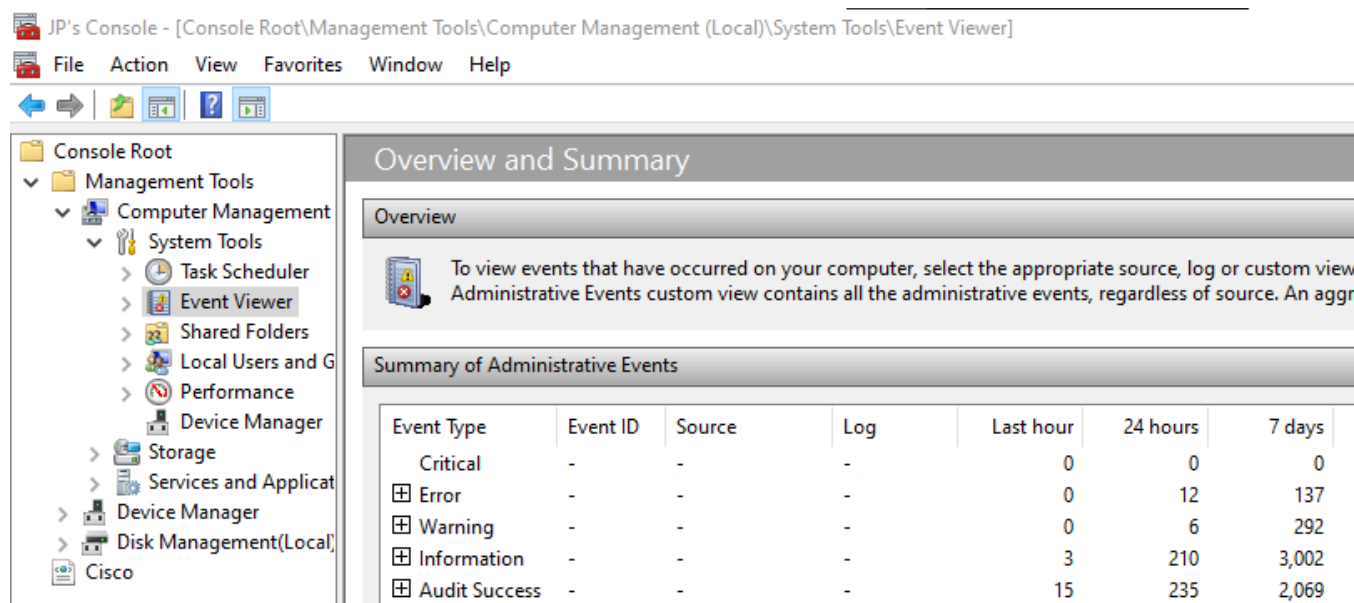 JP's Console - [Console Root\Management Tools\Computer Management (Local)\System Tools\Event Viewer]
File Action View Favorites Window Help
Console Root
Management Tools
Computer Management
System Tools
Task Scheduler
Event Viewer
Shared Folders
Local Users and G
Performance
Device Manager
Storage
Services and Applicat
Device Manager
Disk Management(Local)
Cisco
Overview and Summary
Overview
To view events that have occurred on your computer, select the appropriate source, log or custom view
Administrative Events custom view contains all the administrative events, regardless of source. An aggr
Summary of Administrative Events
Event Type Event ID Source Log Last hour 24 hours 7 days
Critical - - - 0 0 0
Error - - - 0 12 137
Warning - - - 0 6 292
Information - - - 3 210 3,002
Audit Success - - - 15 235 2,069